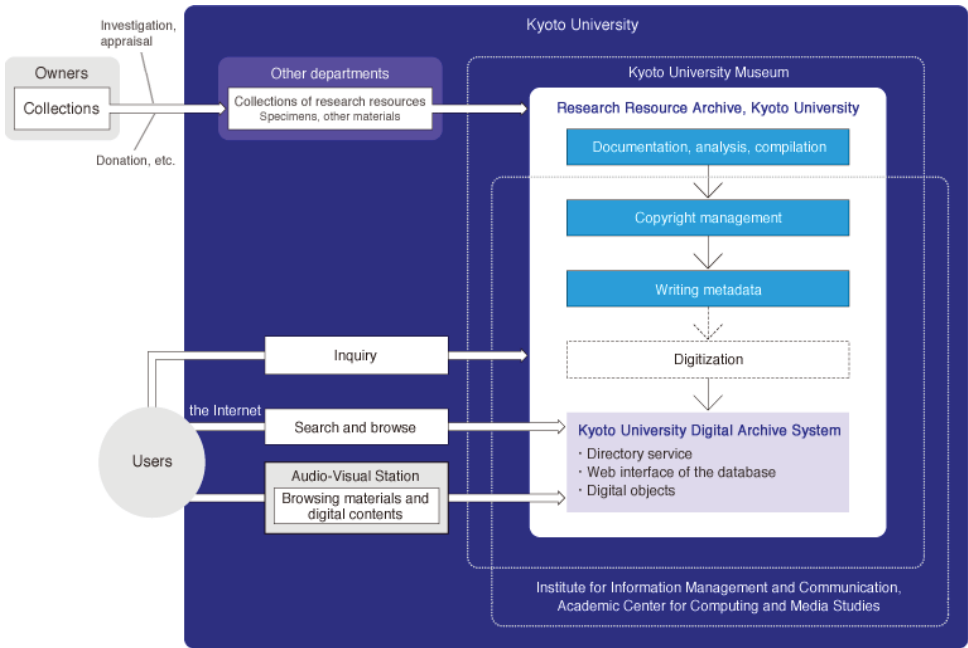 Kyoto University
Investigation,
appraisal
Owners
Collections
Donation, etc.
Other departments
Collections of research resources
Specimens, other materials
Kyoto University Museum
Research Resource Archive, Kyoto University
Documentation, analysis, compilation
Copyright management
Writing metadata
Digitization
Kyoto University Digital Archive System
・Directory service
・Web interface of the database
・Digital objects
Users
Inquiry
the Internet
Search and browse
Audio-Visual Station
Browsing materials and
digital contents
Institute for Information Management and Communication,
Academic Center for Computing and Media Studies